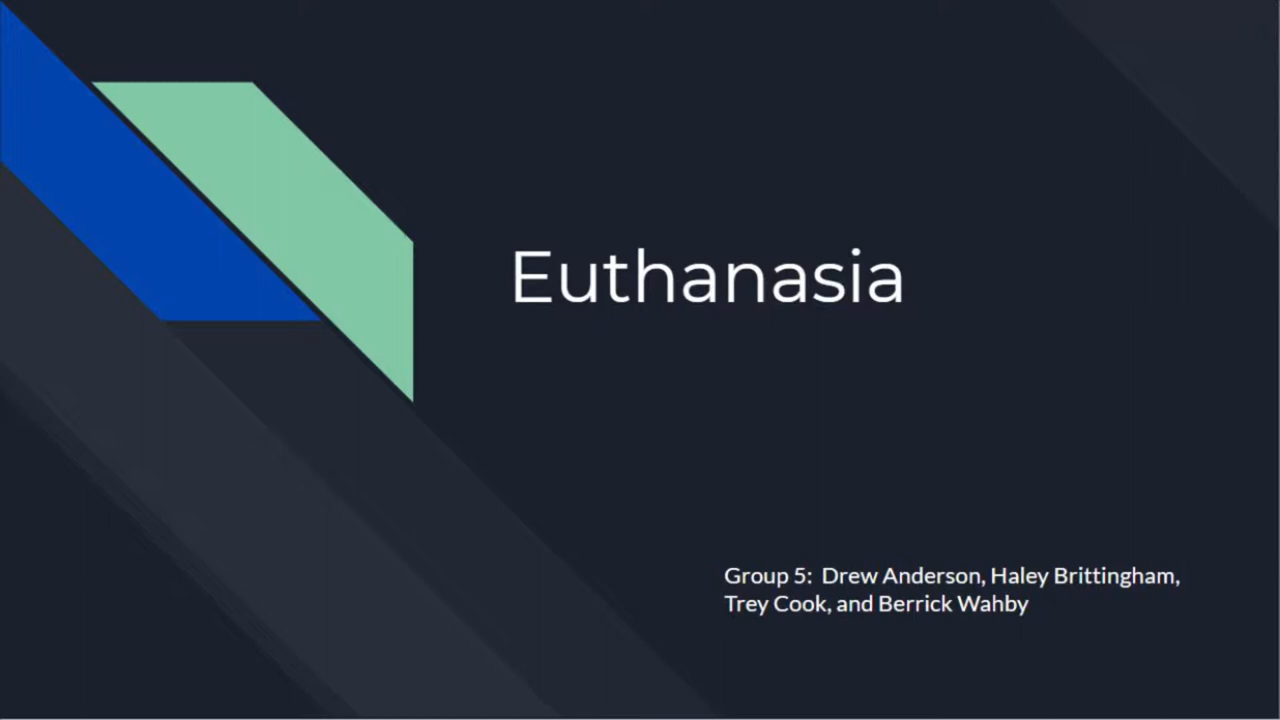 Euthanasia
Group 5:  Drew Anderson, Haley Brittingham,
Trey Cook, and Berrick Wahby